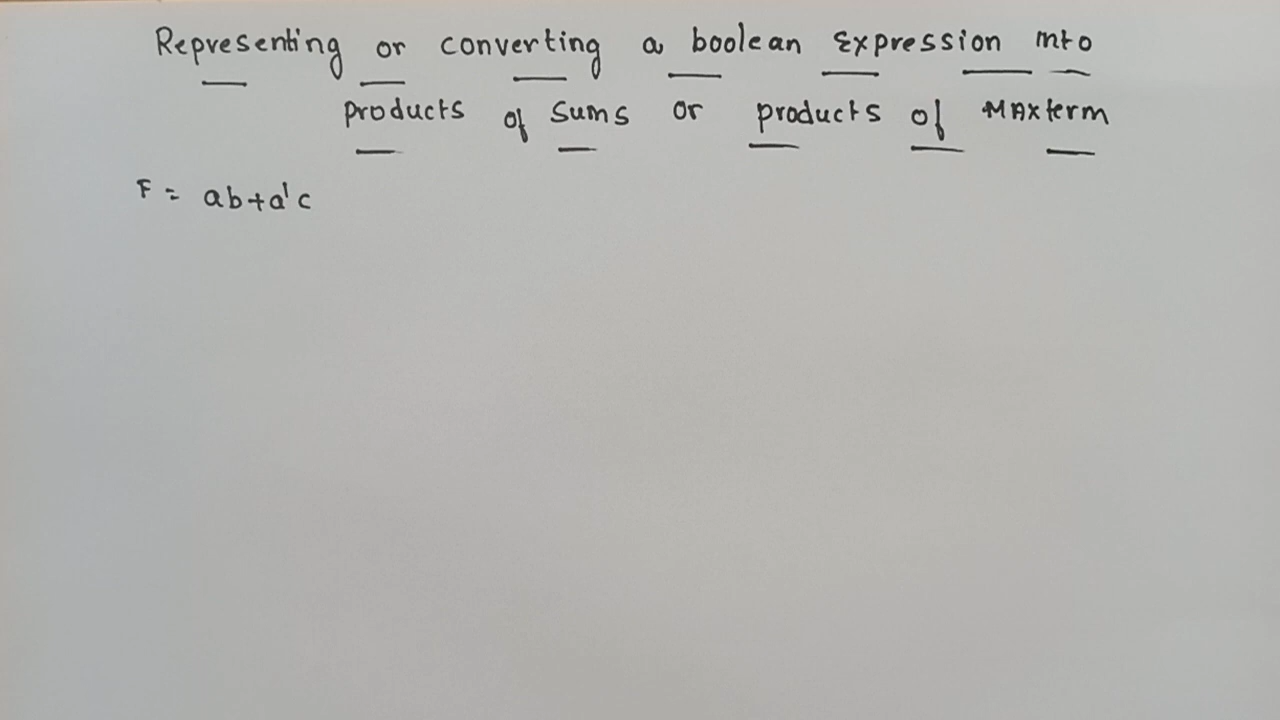 Representing or converting a boolean Expression into
products of sums or products of MAxterm
F = ab+a'c